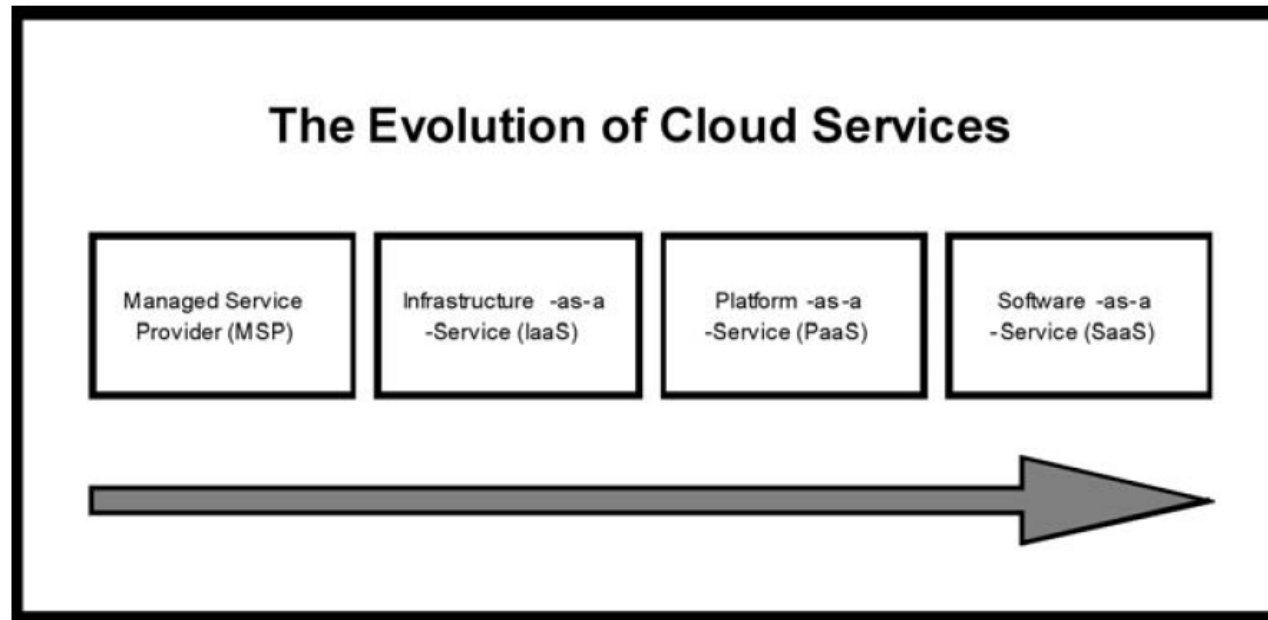 The Evolution of Cloud Services
Managed Service
Provider (MSP)
Infrastructure -as-a
-Service (IaaS)
Platform -as-a
-Service (PaaS)
Software -as-a
-Service (SaaS)